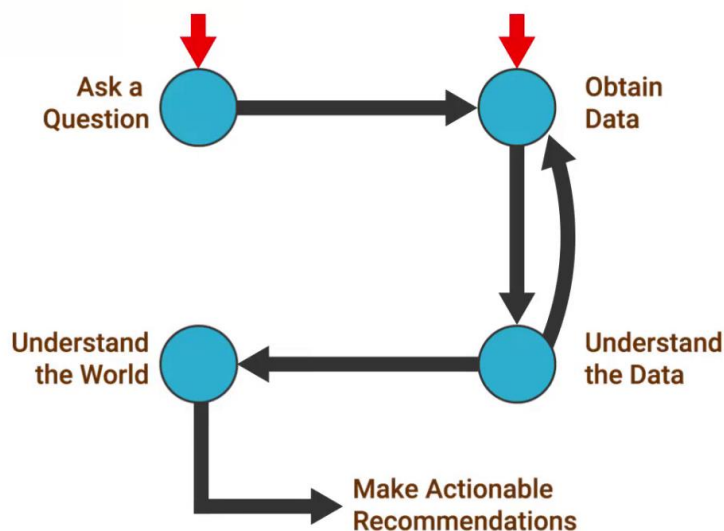 Ask a
Question
Obtain
Data
Understand
the World
Understand
the Data
Make Actionable
Recommendations